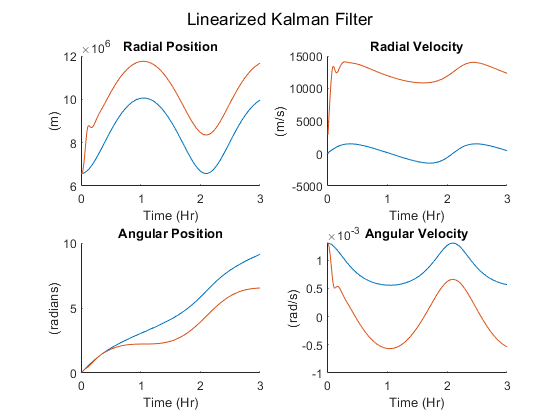 Linearized Kalman Filter
×10^6 Radial Position
12
10
8
6
(m)
0 1 2 3
Time (Hr)
Radial Velocity
15000
10000
5000
0
-5000
(m/s)
0 1 2 3
Time (Hr)
Angular Position
10
5
0
(radians)
0 1 2 3
Time (Hr)
×10^-3 Angular Velocity
1
0.5
0
-0.5
-1
(rad/s)
0 1 2 3
Time (Hr)